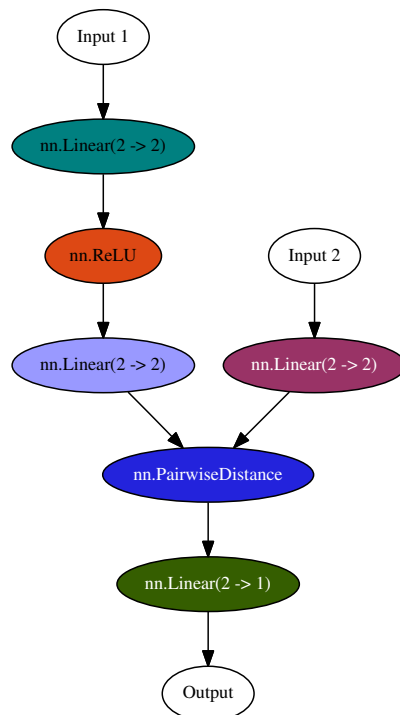 Input 1
nn.Linear(2 -> 2)
nn.ReLU
Input 2
nn.Linear(2 -> 2)
nn.Linear(2 -> 2)
nn.PairwiseDistance
nn.Linear(2 -> 1)
Output